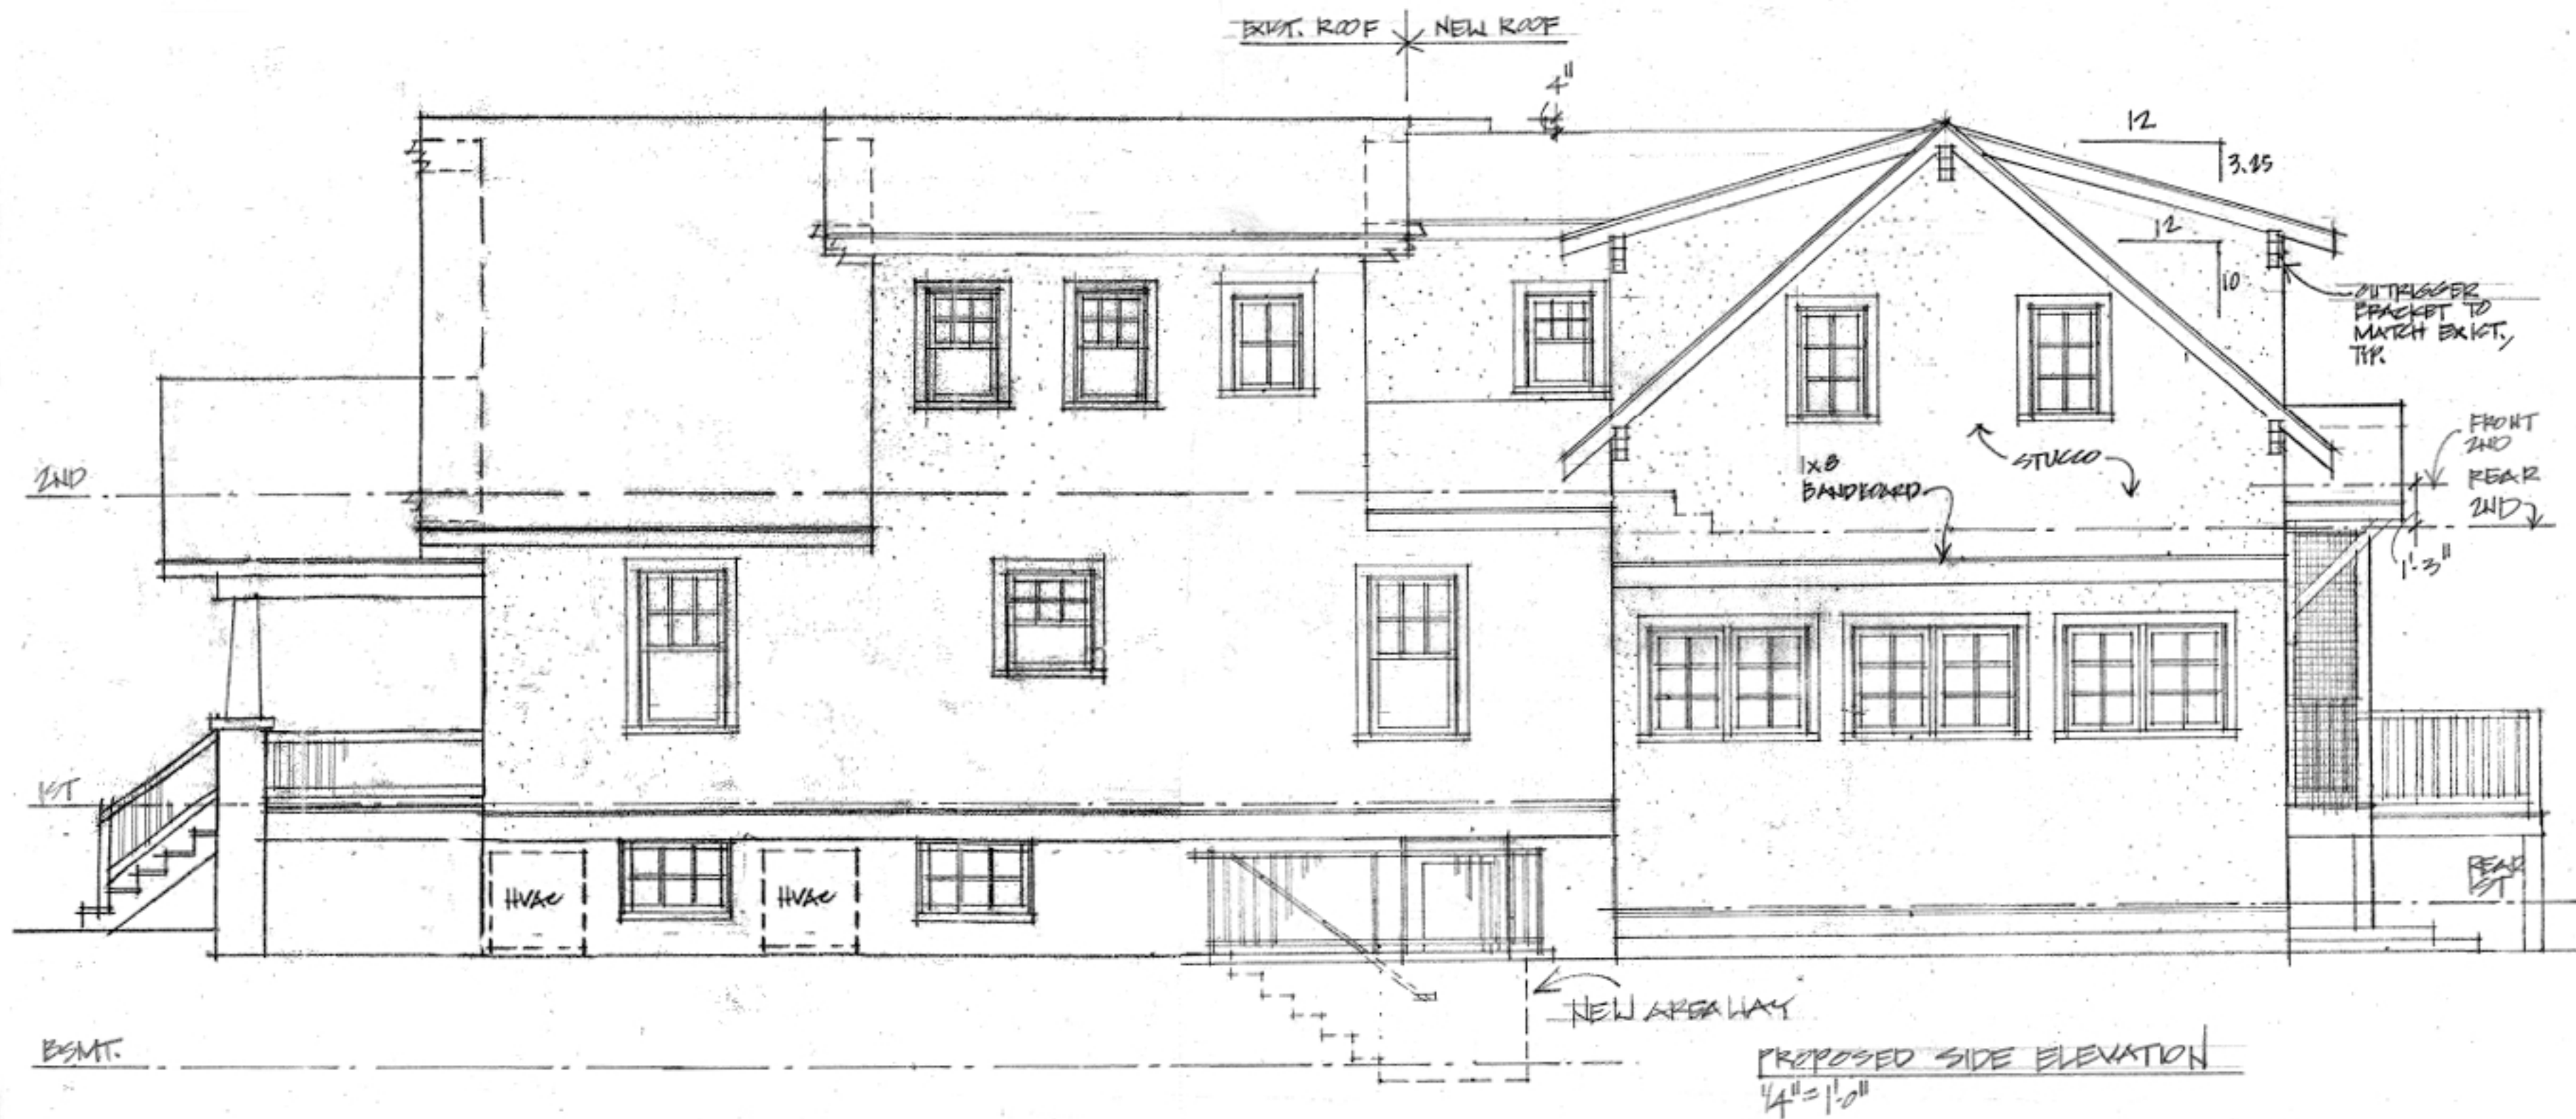 EXIST. ROOF
NEW ROOF
4"
12
3.25
12
10
OUTRIGGER
BRACKET TO
MATCH EXIST.,
TYP.
2ND
FRONT
2ND
REAR
2ND
1'-3"
STUCCO
1x8
BANDBOARD
1ST
HVAC
HVAC
REAR
1ST
NEW AREAWAY
BSMT.
PROPOSED SIDE ELEVATION
1/4"=1'-0"